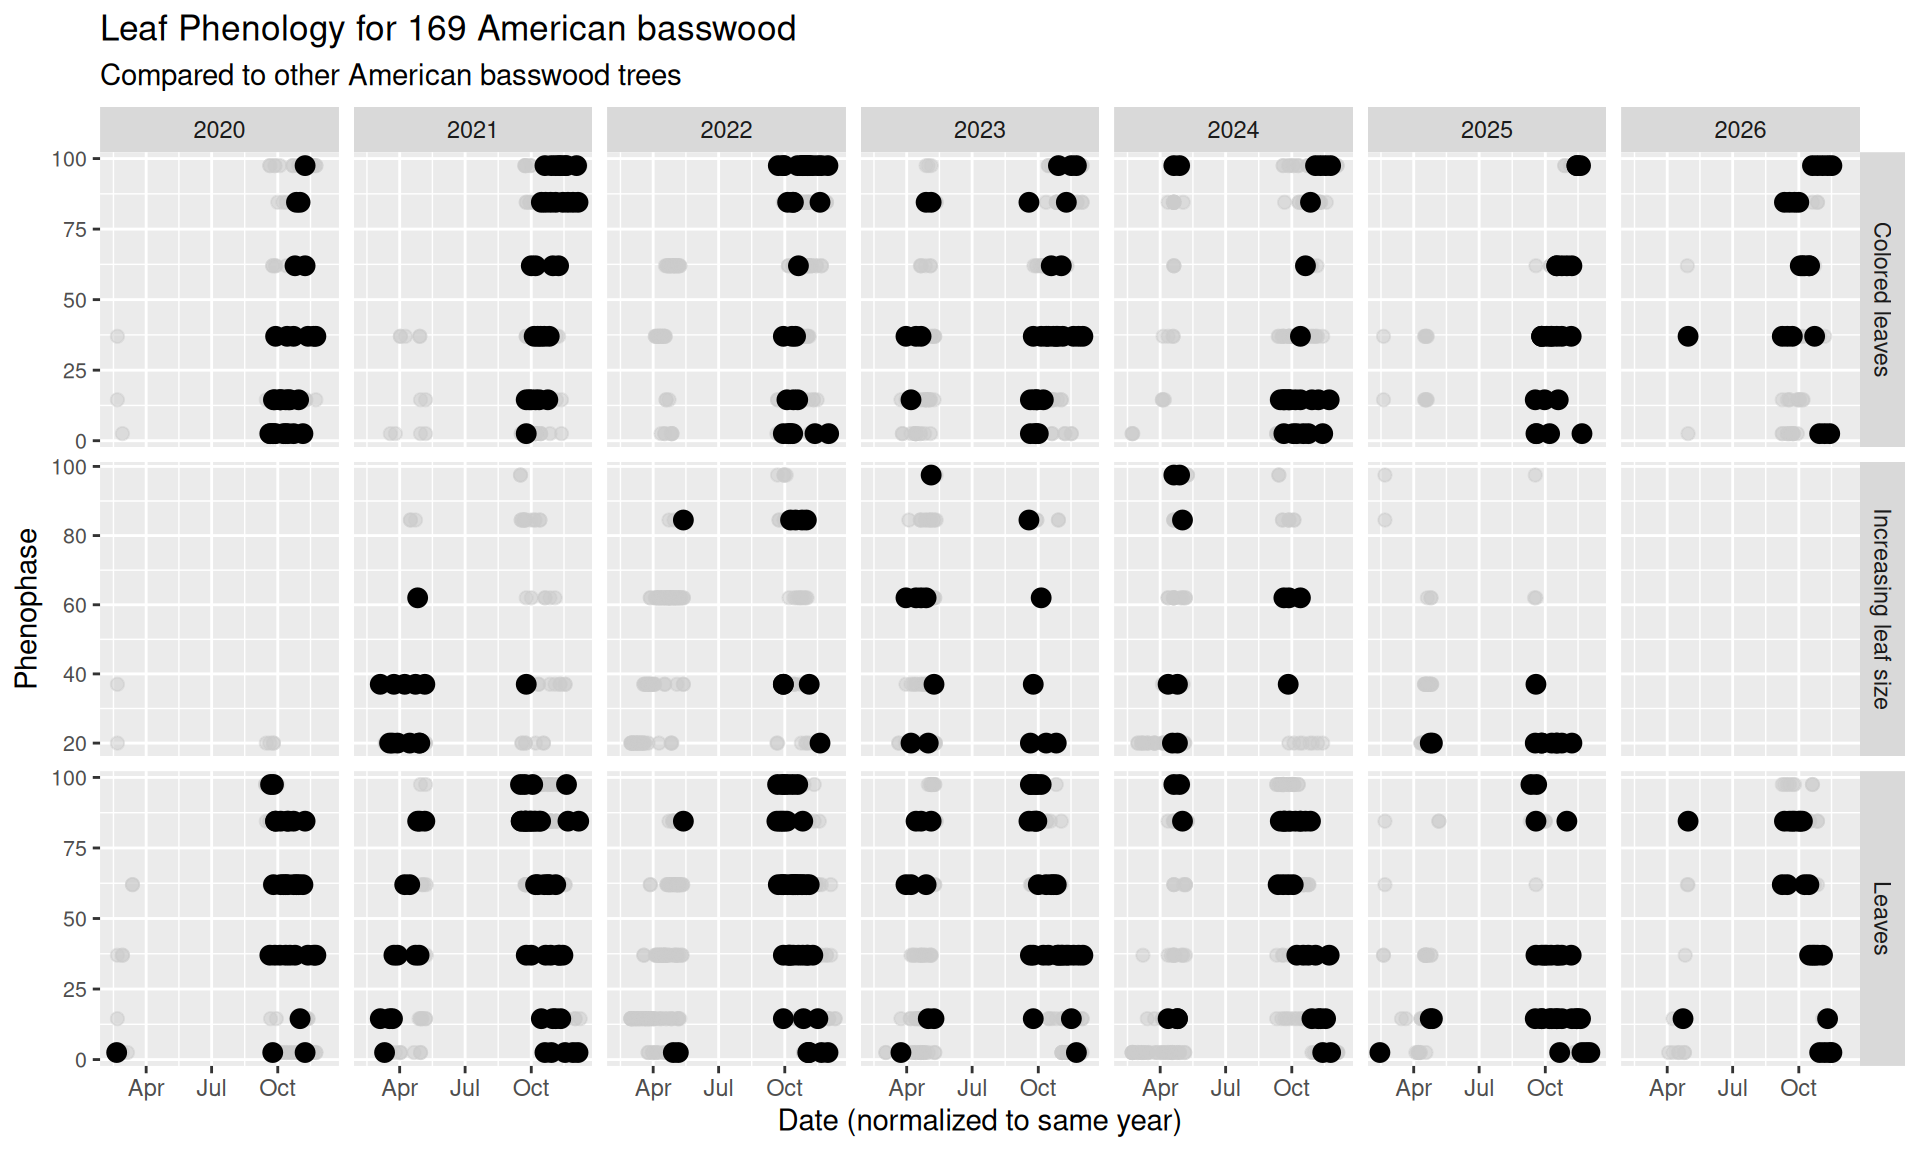 Leaf Phenology for 169 American basswood
Compared to other American basswood trees
2020 2021 2022 2023 2024 2025 2026
100
75
50
25
0
Colored leaves
100
80
60
40
20
Increasing leaf size
100
75
50
25
0
Leaves
Phenophase
Apr Jul Oct Apr Jul Oct Apr Jul Oct Apr Jul Oct Apr Jul Oct Apr Jul Oct Apr Jul Oct
Date (normalized to same year)